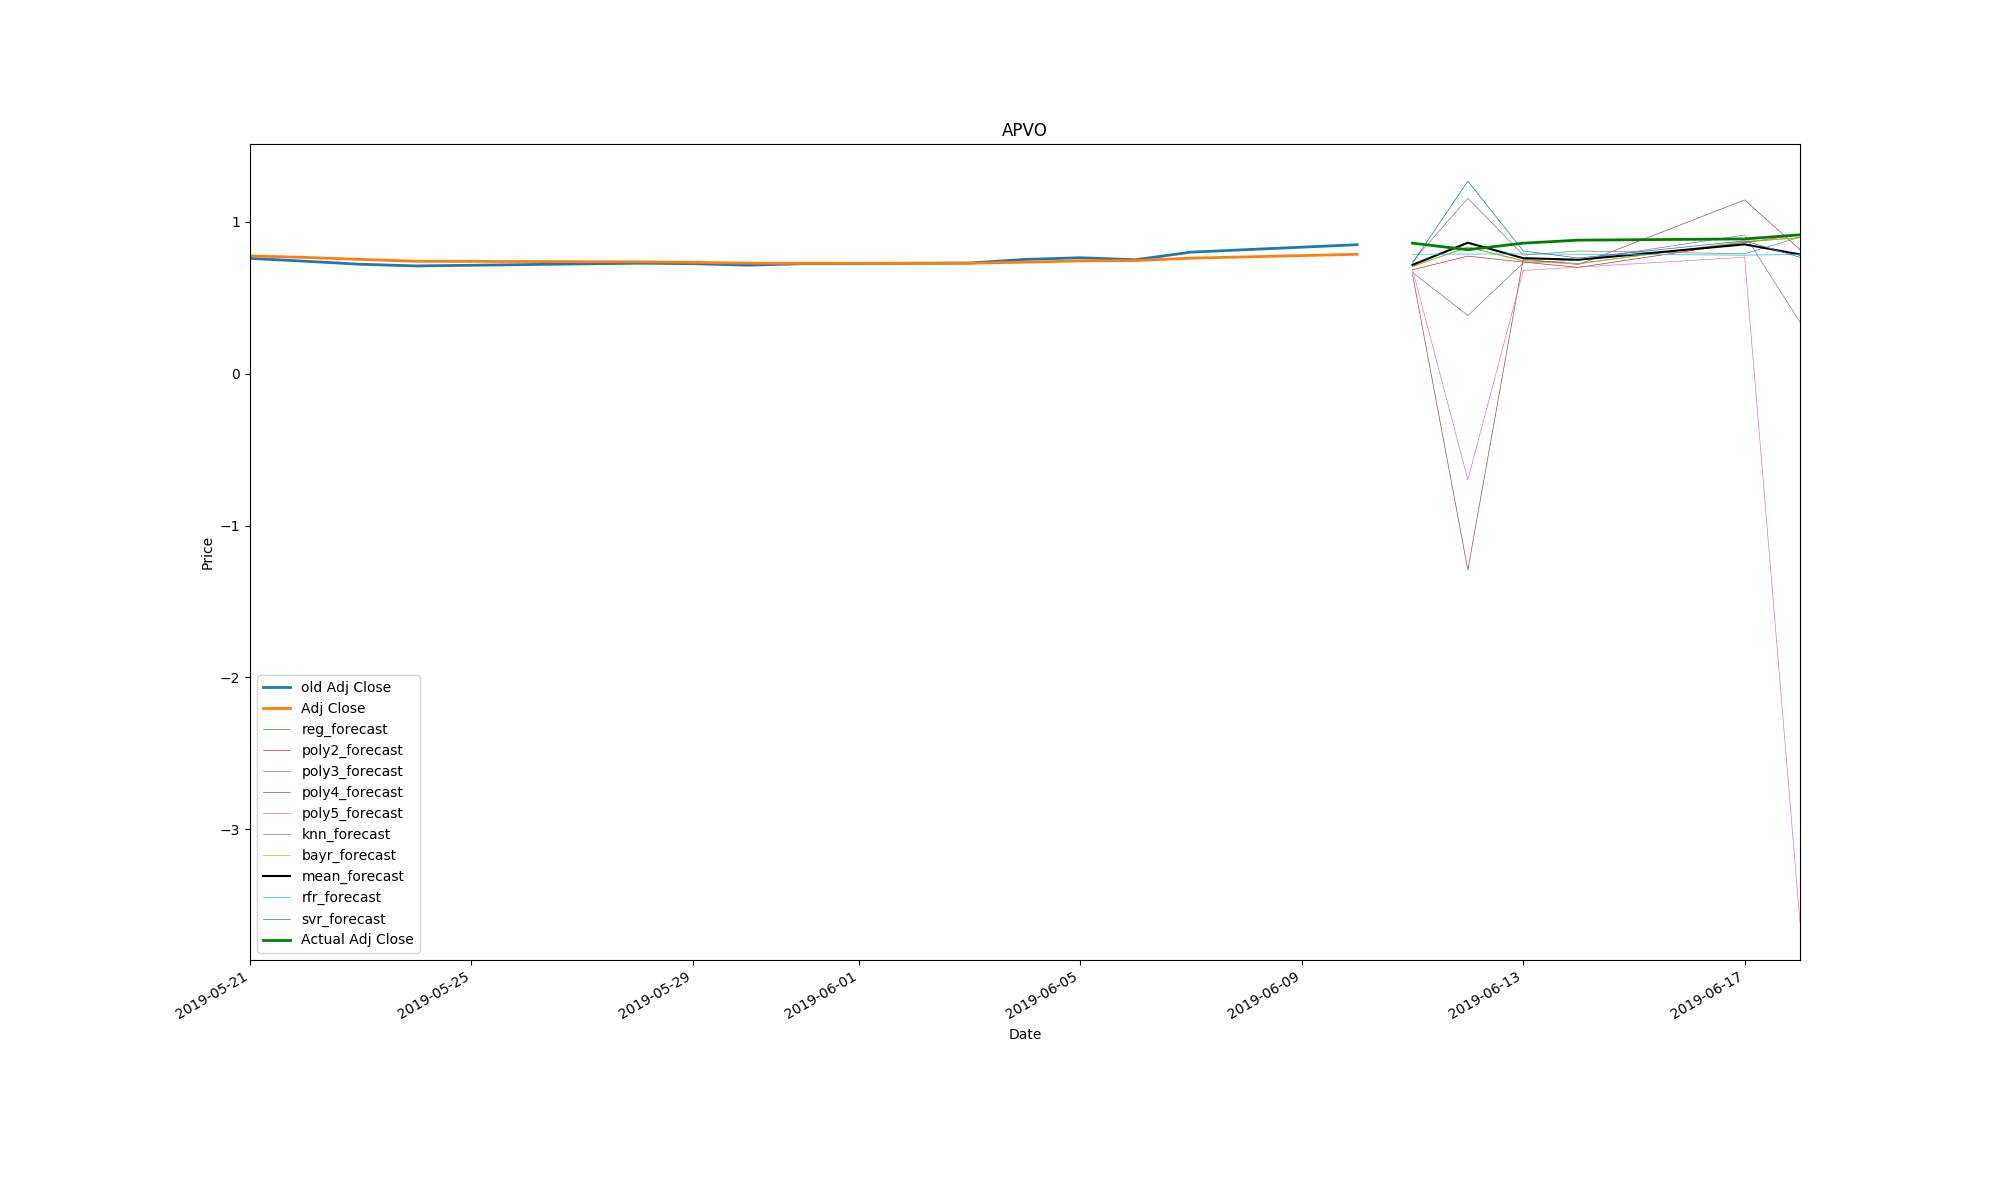 APVO
1
0
−1
−2
−3
Price
old Adj Close
Adj Close
reg_forecast
poly2_forecast
poly3_forecast
poly4_forecast
poly5_forecast
knn_forecast
bayr_forecast
mean_forecast
rfr_forecast
svr_forecast
Actual Adj Close
2019-05-21
2019-05-25
2019-05-29
2019-06-01
2019-06-05
2019-06-09
2019-06-13
2019-06-17
Date